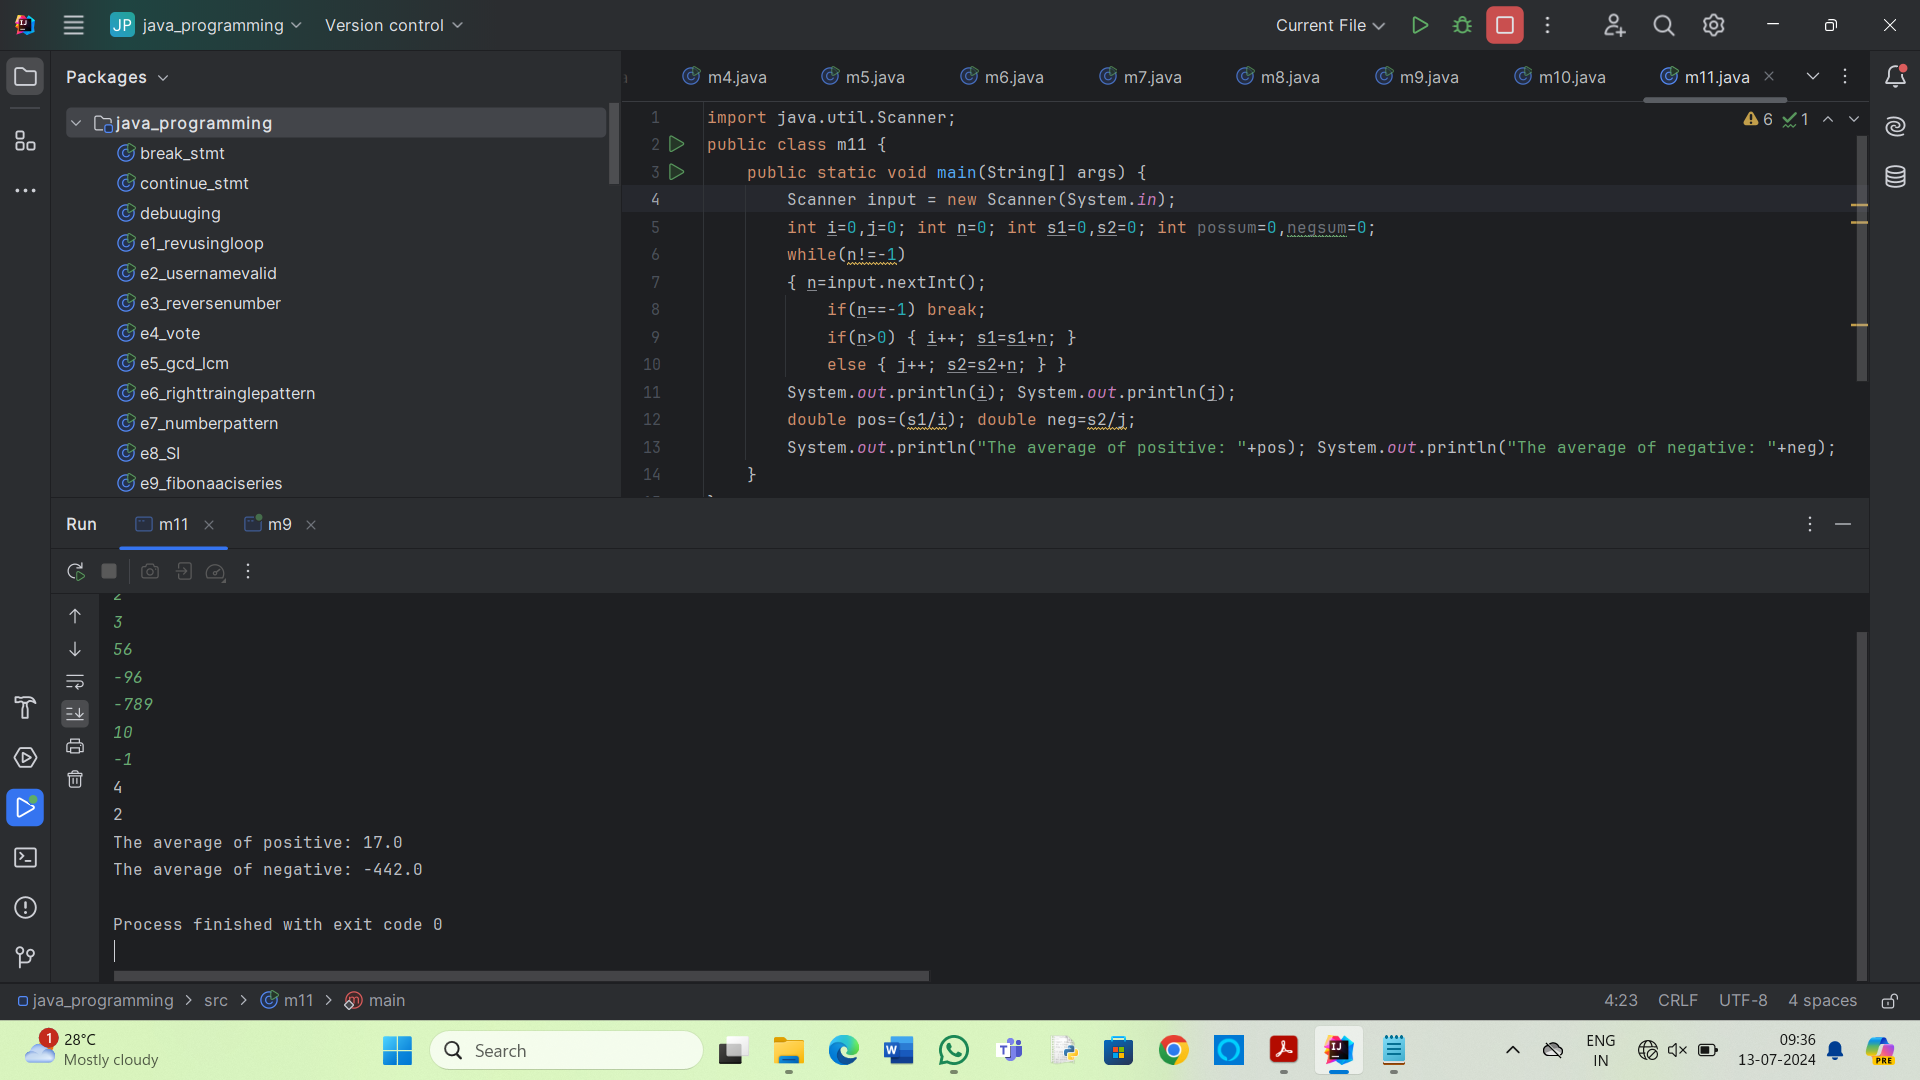 JP java_programming Version control Current File
Packages
m4.java m5.java m6.java m7.java m8.java m9.java m10.java m11.java
java_programming
break_stmt
continue_stmt
debuuging
e1_revusingloop
e2_usernamevalid
e3_reversenumber
e4_vote
e5_gcd_lcm
e6_righttrainglepattern
e7_numberpattern
e8_SI
e9_fibonaaciseries
6 1
1 import java.util.Scanner;
2 public class m11 {
3 public static void main(String[] args) {
4 Scanner input = new Scanner(System.in);
5 int i=0,j=0; int n=0; int s1=0,s2=0; int possum=0,negsum=0;
6 while(n!=-1)
7 { n=input.nextInt();
8 if(n==-1) break;
9 if(n>0) { i++; s1=s1+n; }
10 else { j++; s2=s2+n; } }
11 System.out.println(i); System.out.println(j);
12 double pos=(s1/i); double neg=s2/j;
13 System.out.println("The average of positive: "+pos); System.out.println("The average of negative: "+neg);
14 }
Run m11 m9
2
3
56
-96
-789
10
-1
4
2
The average of positive: 17.0
The average of negative: -442.0
Process finished with exit code 0
java_programming > src > m11 > main
4:23 CRLF UTF-8 4 spaces
1 28°C
Mostly cloudy
Search
ENG
IN
09:36
13-07-2024
PRE